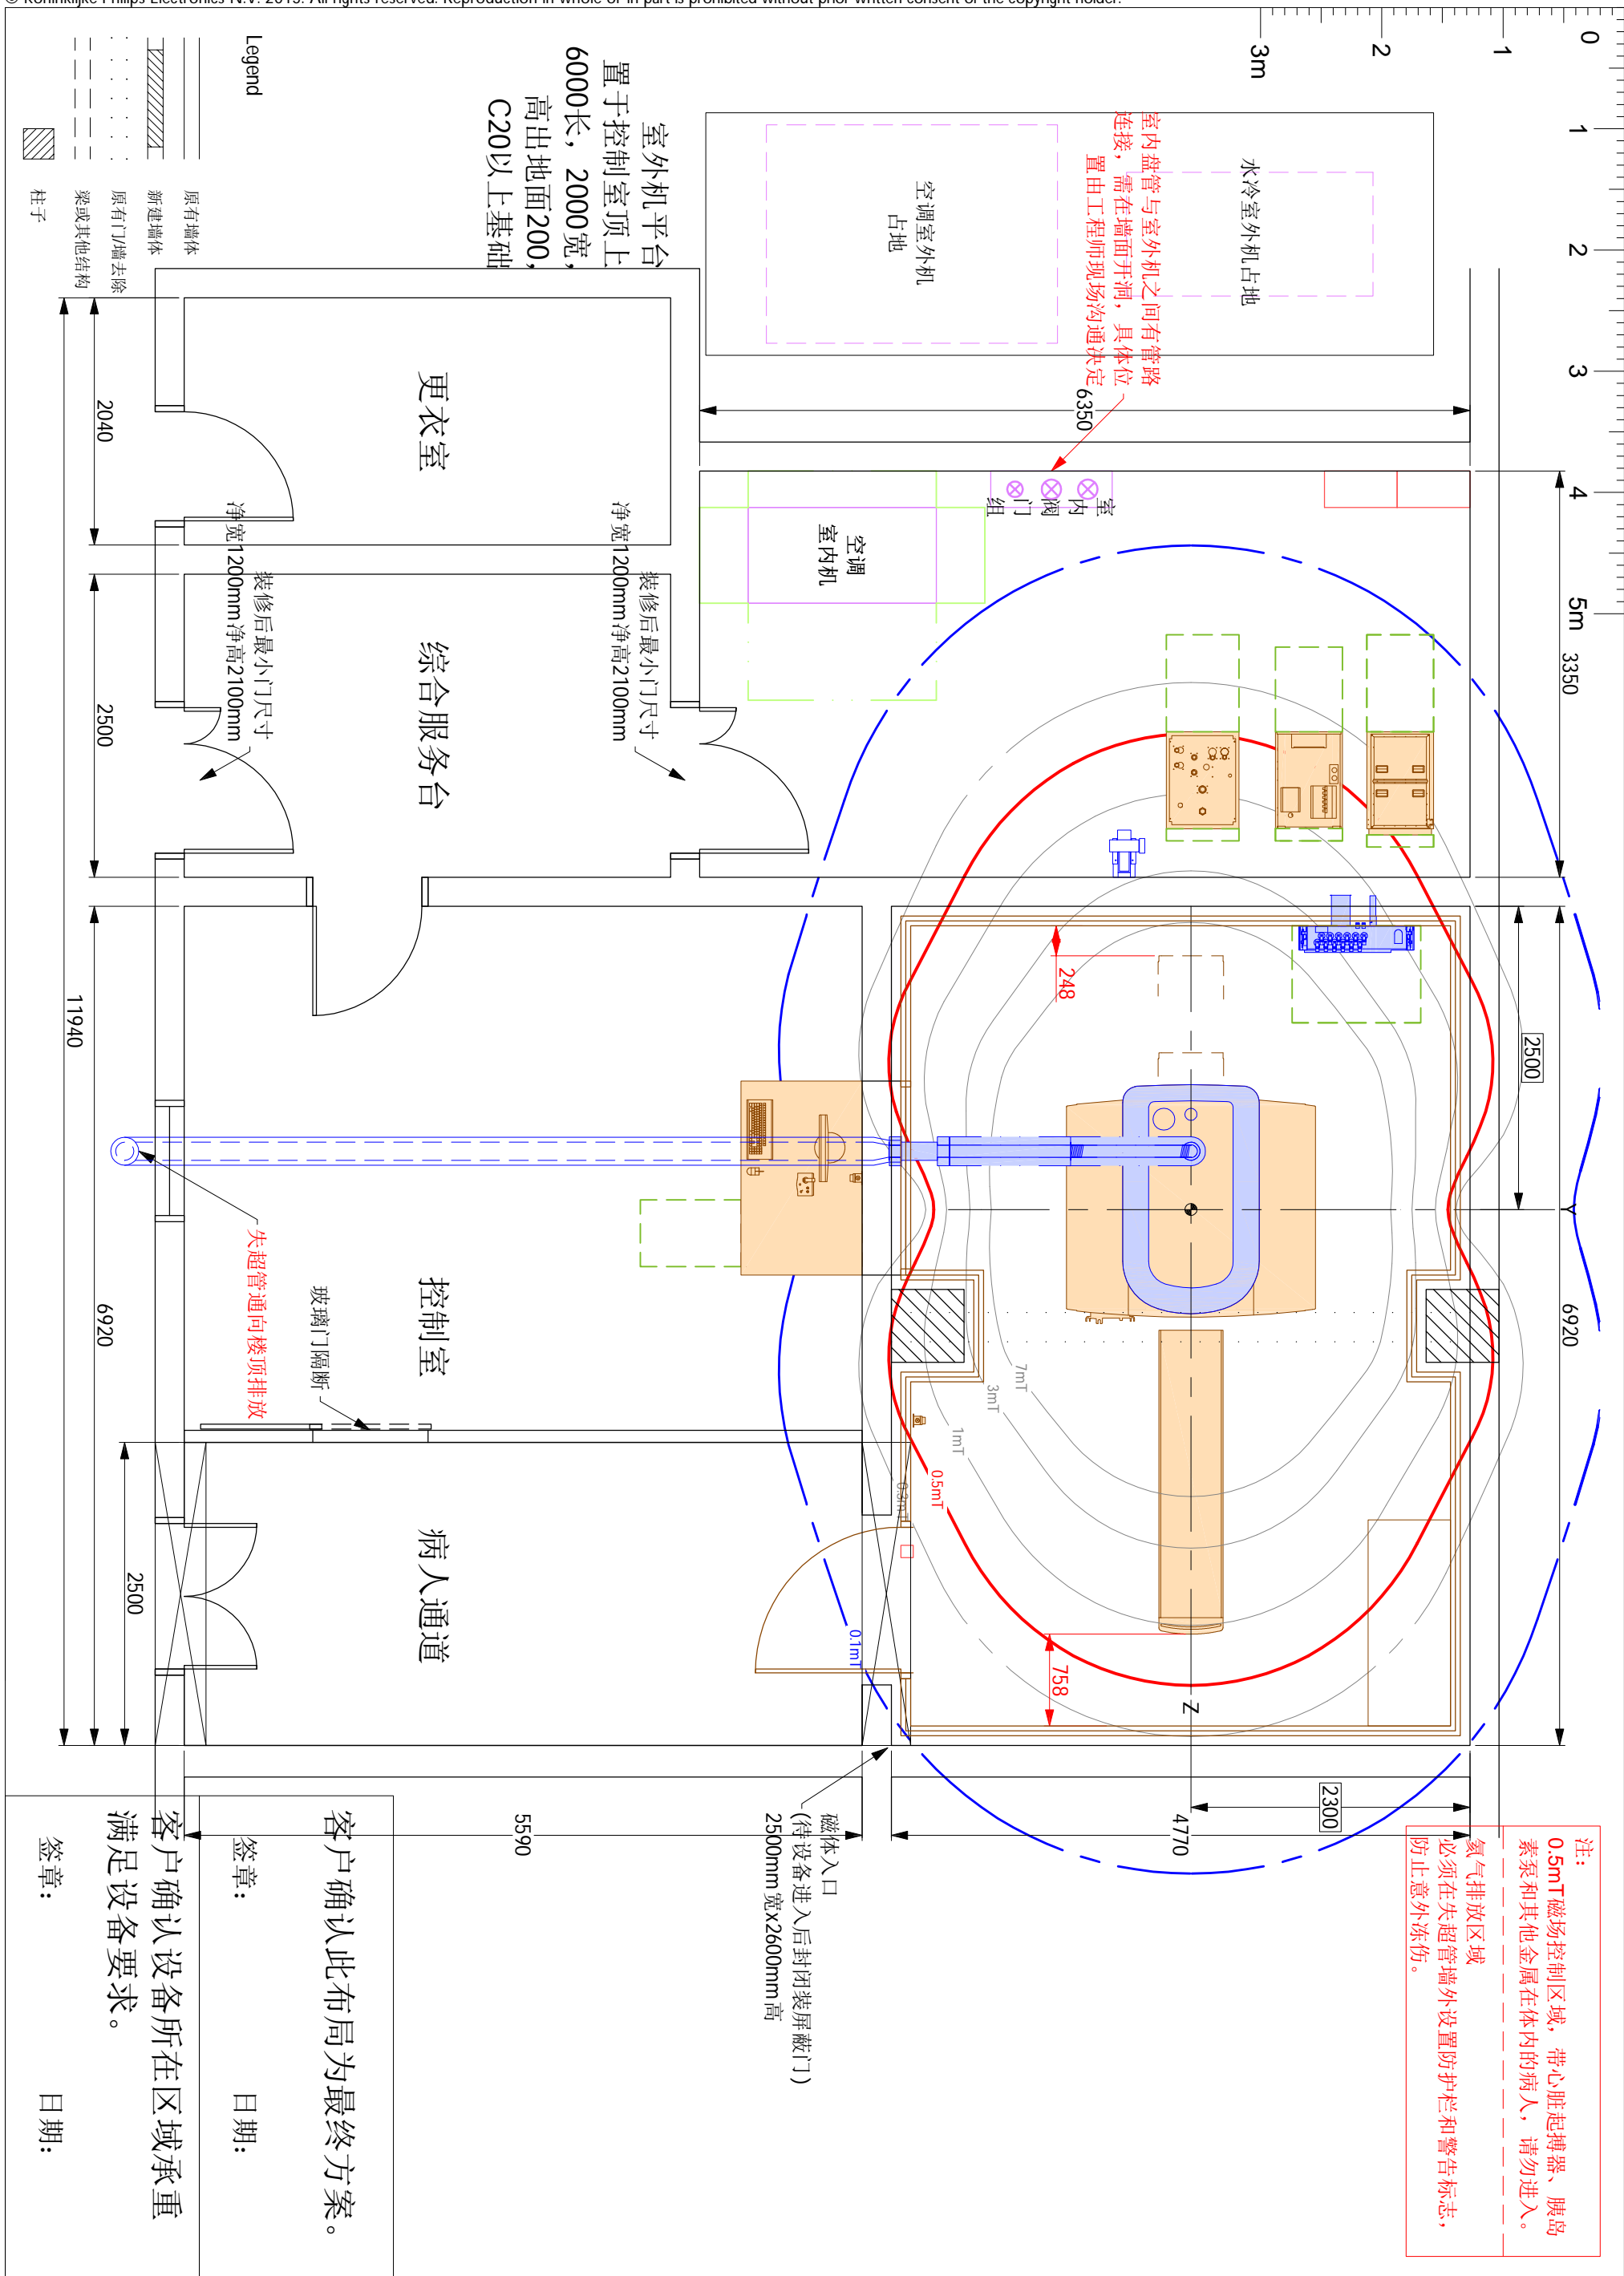 © Koninklijke Philips Electronics N.V. 2015. All rights reserved. Reproduction in whole or in part is prohibited without prior written consent of the copyright holder.
0
1
2
3m
1
2
3
4
5m
Legend
原有墙体
新建墙体
原有门/墙去除
梁或其他结构
柱子
室外机平台
置于控制室顶上
6000长，2000宽，
高出地面200，
C20以上基础
水冷室外机占地
空调室外机
占地
室内盘管与室外机之间有管路
连接，需在墙面开洞，具体位
置由工程师现场沟通决定
6350
3350
室内阀门组
空调
室内机
更衣室
2040
装修后最小门尺寸
净宽1200mm净高2100mm
装修后最小门尺寸
净宽1200mm净高2100mm
综合服务台
2500
248
2500
Y
6920
11940
6920
控制室
失超管通向楼顶排放
玻璃门隔断
7mT
3mT
1mT
0.5mT
0.3mT
0.1mT
病人通道
2500
758
Z
2300
4770
5590
磁体入口
(待设备进入后封闭装屏蔽门)
2500mm宽x2600mm高
注：
0.5mT磁场控制区域，带心脏起搏器、胰岛
素泵和其他金属在体内的病人，请勿进入。
氦气排放区域
必须在失超管墙外设置防护栏和警告标志，
防止意外冻伤。
客户确认此布局为最终方案。
签章： 日期：
客户确认设备所在区域承重
满足设备要求。
签章： 日期：